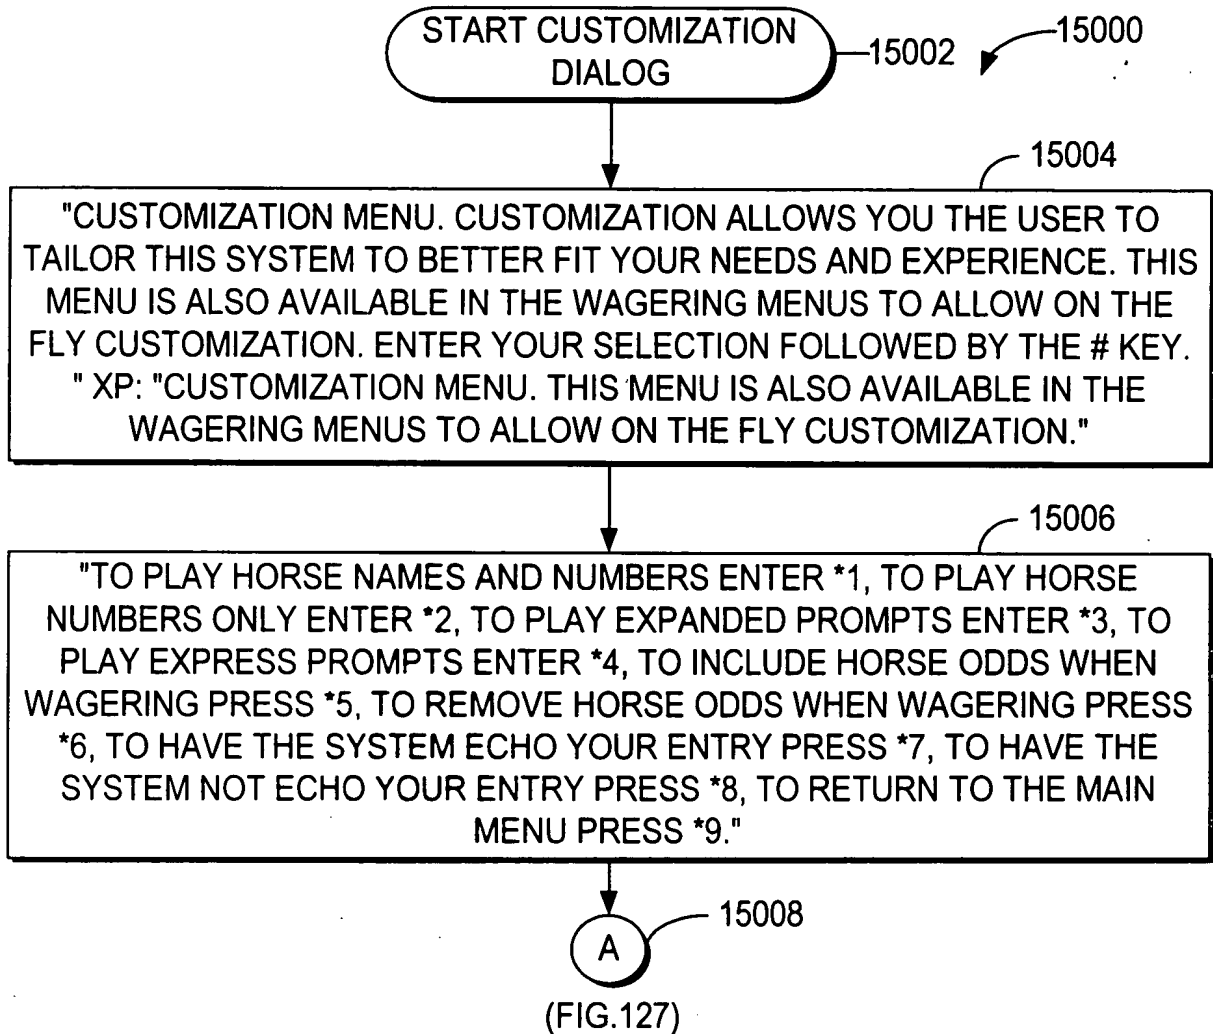 START CUSTOMIZATION
DIALOG
15002
15000
15004
"CUSTOMIZATION MENU. CUSTOMIZATION ALLOWS YOU THE USER TO
TAILOR THIS SYSTEM TO BETTER FIT YOUR NEEDS AND EXPERIENCE. THIS
MENU IS ALSO AVAILABLE IN THE WAGERING MENUS TO ALLOW ON THE
FLY CUSTOMIZATION. ENTER YOUR SELECTION FOLLOWED BY THE # KEY.
" XP: "CUSTOMIZATION MENU. THIS MENU IS ALSO AVAILABLE IN THE
WAGERING MENUS TO ALLOW ON THE FLY CUSTOMIZATION."
15006
"TO PLAY HORSE NAMES AND NUMBERS ENTER *1, TO PLAY HORSE
NUMBERS ONLY ENTER *2, TO PLAY EXPANDED PROMPTS ENTER *3, TO
PLAY EXPRESS PROMPTS ENTER *4, TO INCLUDE HORSE ODDS WHEN
WAGERING PRESS *5, TO REMOVE HORSE ODDS WHEN WAGERING PRESS
*6, TO HAVE THE SYSTEM ECHO YOUR ENTRY PRESS *7, TO HAVE THE
SYSTEM NOT ECHO YOUR ENTRY PRESS *8, TO RETURN TO THE MAIN
MENU PRESS *9."
15008
A
(FIG.127)